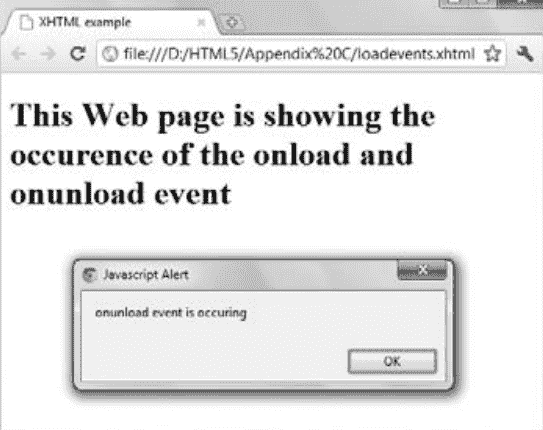 XHTML example
file:///D:/HTML5/Appendix%20C/loadevents.xhtml
This Web page is showing the
occurence of the onload and
onunload event
Javascript Alert
onunload event is occuring
OK